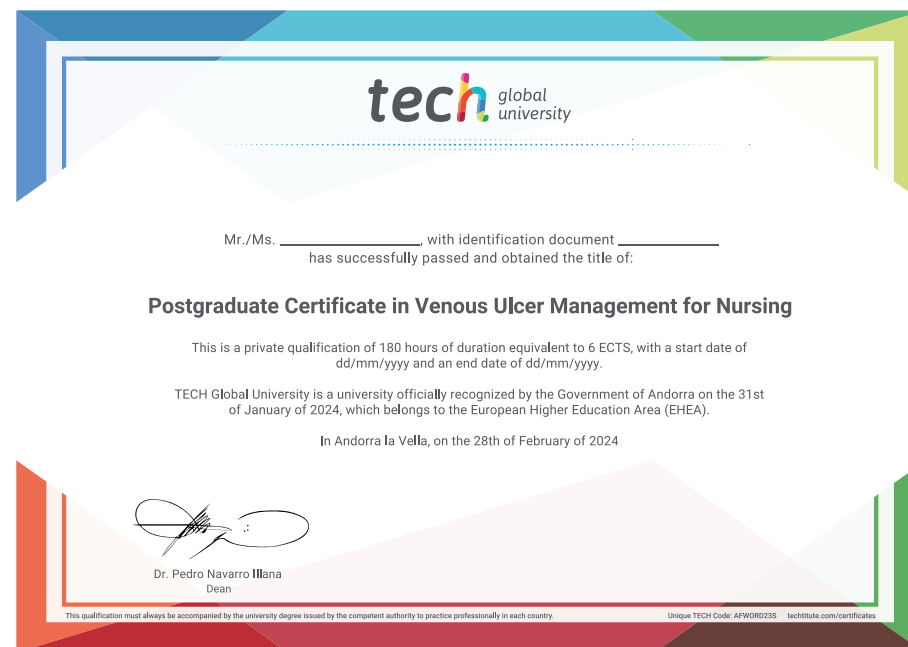 tech global
university
Mr./Ms. ____________, with identification document ____________
has successfully passed and obtained the title of:
Postgraduate Certificate in Venous Ulcer Management for Nursing
This is a private qualification of 180 hours of duration equivalent to 6 ECTS, with a start date of
dd/mm/yyyy and an end date of dd/mm/yyyy.
TECH Global University is a university officially recognized by the Government of Andorra on the 31st
of January of 2024, which belongs to the European Higher Education Area (EHEA).
In Andorra la Vella, on the 28th of February of 2024
Dr. Pedro Navarro Illana
Dean
This qualification must always be accompanied by the university degree issued by the competent authority to practice professionally in each country.
Unique TECH Code: AFWORD23S techtitute.com/certificates